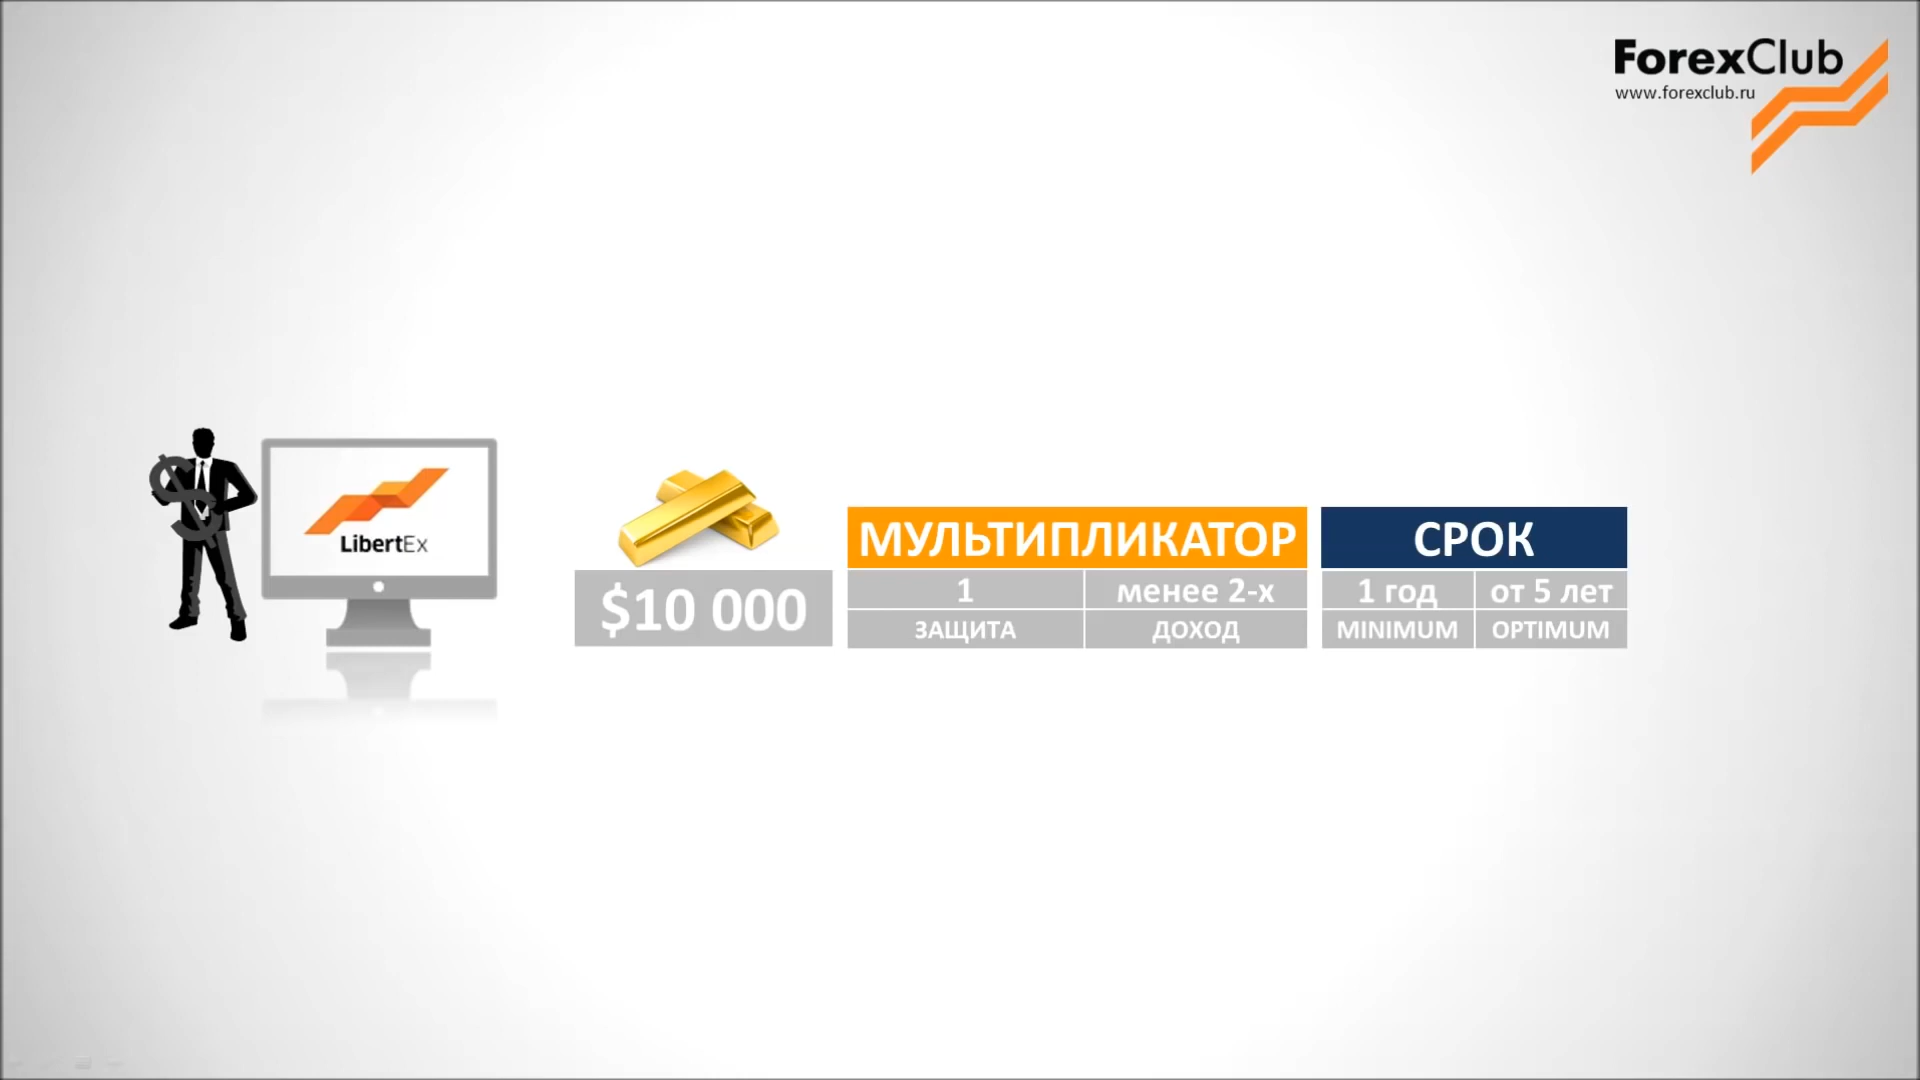 ForexClub
www.forexclub.ru
LibertEx
$10 000
МУЛЬТИПЛИКАТОР
1 менее 2-х
ЗАЩИТА ДОХОД
СРОК
1 год от 5 лет
MINIMUM OPTIMUM